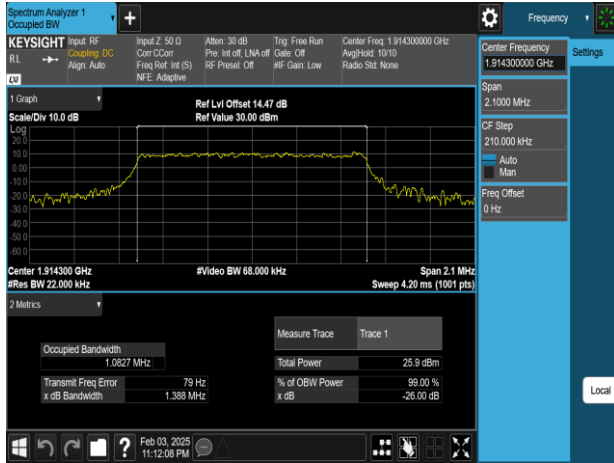 Spectrum Analyzer 1
Occupied BW
Frequency
KEYSIGHT
RL
LXI
Input: RF
Coupling: DC
Align: Auto
Input Z: 50 Ω
Corr CCorr
Freq Ref: Int (S)
NFE: Adaptive
Atten: 30 dB
Pre: Int off, LNA off
RF Preset: Off
Trig: Free Run
Gate: Off
#IF Gain: Low
Center Freq: 1.914300000 GHz
Avg|Hold: 10/10
Radio Std: None
Center Frequency
1.914300000 GHz
Settings
Span
2.1000 MHz
CF Step
210.000 kHz
Auto
Man
Freq Offset
0 Hz
Local
1 Graph
Scale/Div 10.0 dB
Ref Lvl Offset 14.47 dB
Ref Value 30.00 dBm
Log
20.0
10.0
0.00
-10.0
-20.0
-30.0
-40.0
-50.0
-60.0
Center 1.914300 GHz
#Res BW 22.000 kHz
#Video BW 68.000 kHz
Span 2.1 MHz
Sweep 4.20 ms (1001 pts)
2 Metrics
Measure Trace
Trace 1
Occupied Bandwidth
1.0827 MHz
Total Power
25.9 dBm
Transmit Freq Error
79 Hz
% of OBW Power
99.00 %
x dB Bandwidth
1.388 MHz
x dB
-26.00 dB
?
Feb 03, 2025
11:12:08 PM